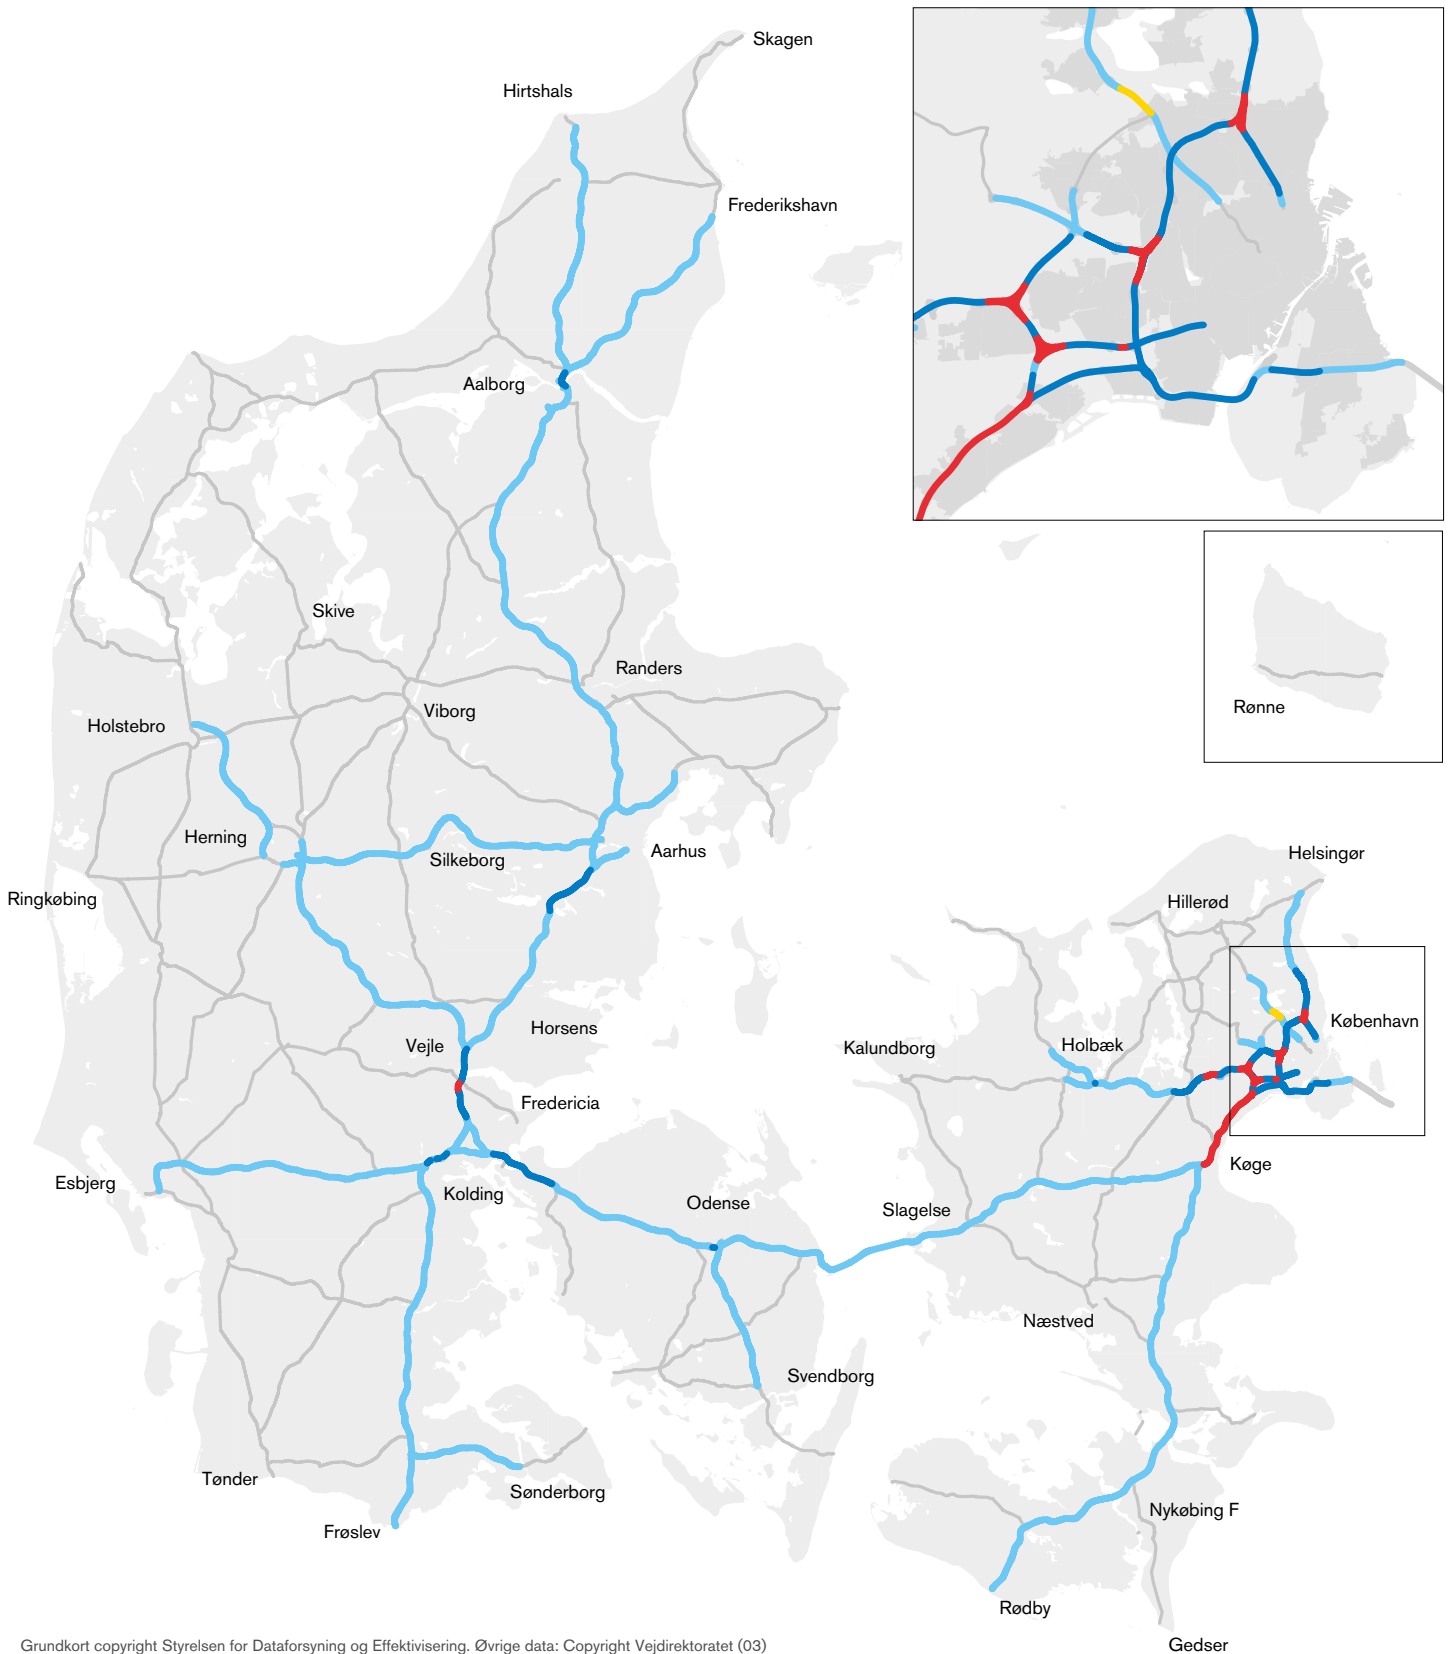 Skagen
Hirtshals
Frederikshavn
Aalborg
Skive
Randers
Rønne
Viborg
Holstebro
Herning
Aarhus
Silkeborg
Helsingør
Ringkøbing
Hillerød
København
Horsens
Vejle
Holbæk
Kalundborg
Fredericia
Køge
Esbjerg
Kolding
Odense
Slagelse
Næstved
Svendborg
Tønder
Sønderborg
Nykøbing F
Frøslev
Rødby
Gedser
Grundkort copyright Styrelsen for Dataforsyning og Effektivisering. Øvrige data: Copyright Vejdirektoratet (03)